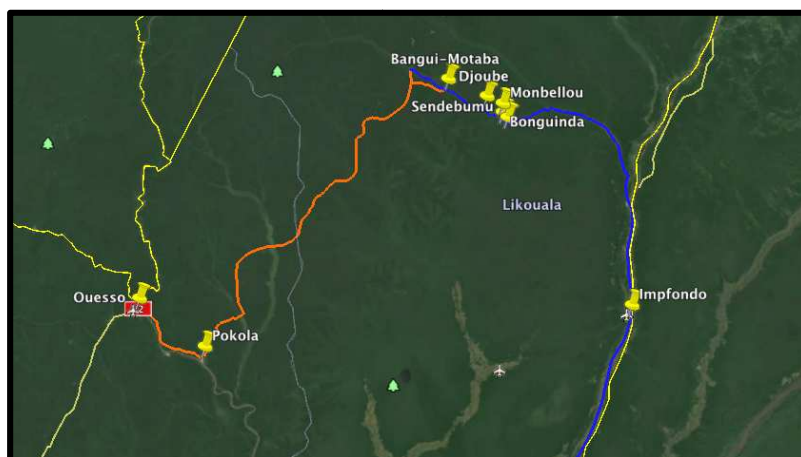 Bangui-Motaba
Djoube
Monbellou
Sendebumu
Bonguinda
Likouala
Ouesso
Impfondo
Pokola